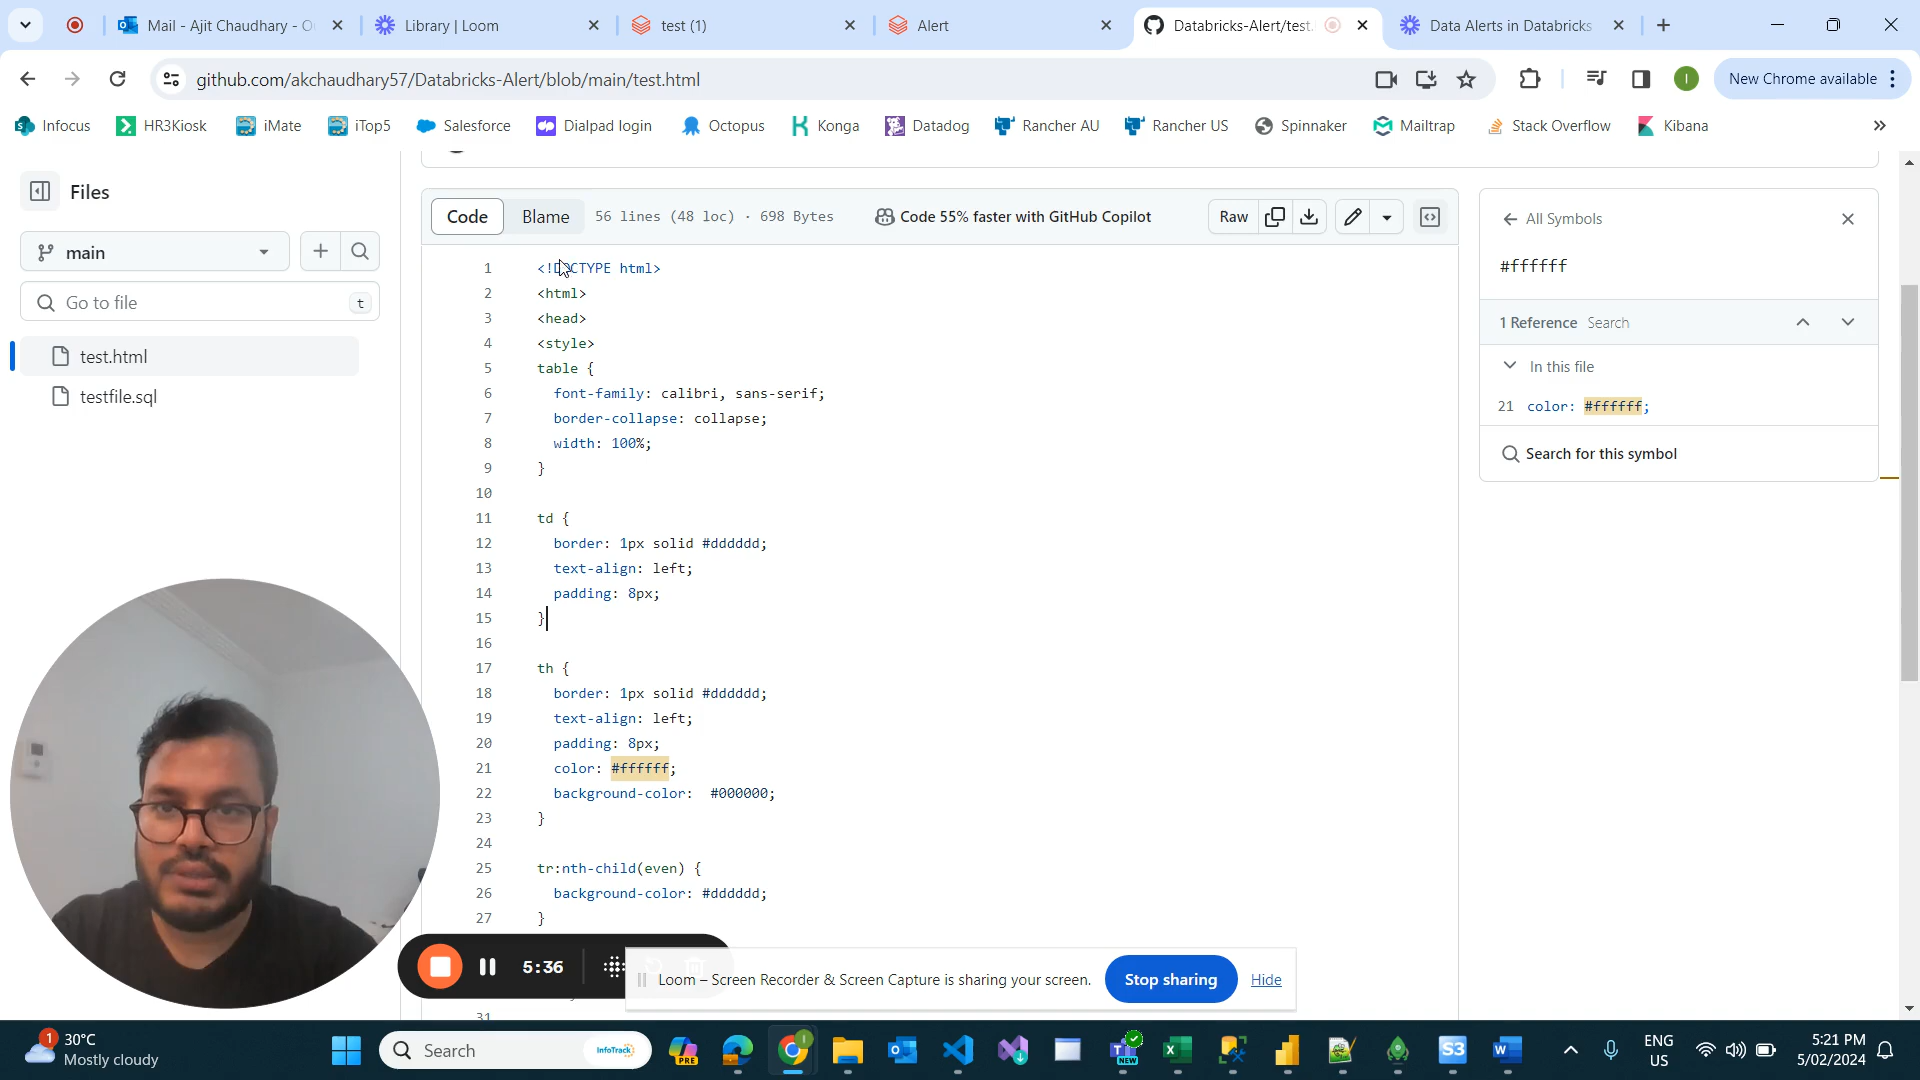 Mail - Ajit Chaudhary - O
Library | Loom
test (1)
Alert
Databricks-Alert/test.
Data Alerts in Databricks
github.com/akchaudhary57/Databricks-Alert/blob/main/test.html
I
New Chrome available
Infocus
HR3Kiosk
iMate
iTop5
Salesforce
Dialpad login
Octopus
Konga
Datadog
Rancher AU
Rancher US
Spinnaker
Mailtrap
Stack Overflow
Kibana
Files
main
Go to file
t
test.html
testfile.sql
Code
Blame
56 lines (48 loc) · 698 Bytes
Code 55% faster with GitHub Copilot
Raw
1 <!DOCTYPE html>
2 <html>
3 <head>
4 <style>
5 table {
6 font-family: calibri, sans-serif;
7 border-collapse: collapse;
8 width: 100%;
9 }
10
11 td {
12 border: 1px solid #dddddd;
13 text-align: left;
14 padding: 8px;
15 }
16
17 th {
18 border: 1px solid #dddddd;
19 text-align: left;
20 padding: 8px;
21 color: #ffffff;
22 background-color: #000000;
23 }
24
25 tr:nth-child(even) {
26 background-color: #dddddd;
27 }
31
All Symbols
#ffffff
1 Reference Search
In this file
21 color: #ffffff;
Search for this symbol
5:36
Loom – Screen Recorder & Screen Capture is sharing your screen.
Stop sharing
Hide
1
30°C
Mostly cloudy
Search
InfoTrack
PRE
NEW
S3
ENG
US
5:21 PM
5/02/2024